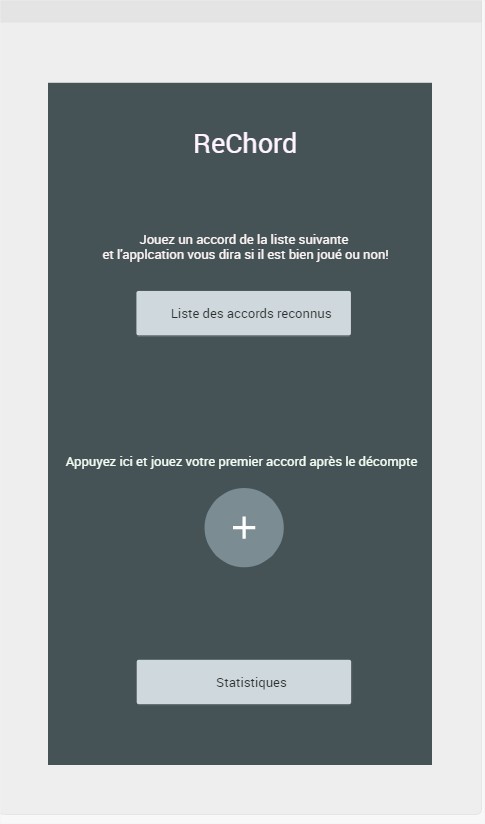 ReChord
Jouez un accord de la liste suivante
et l'applcation vous dira si il est bien joué ou non!
Liste des accords reconnus
Appuyez ici et jouez votre premier accord après le décompte
+
Statistiques